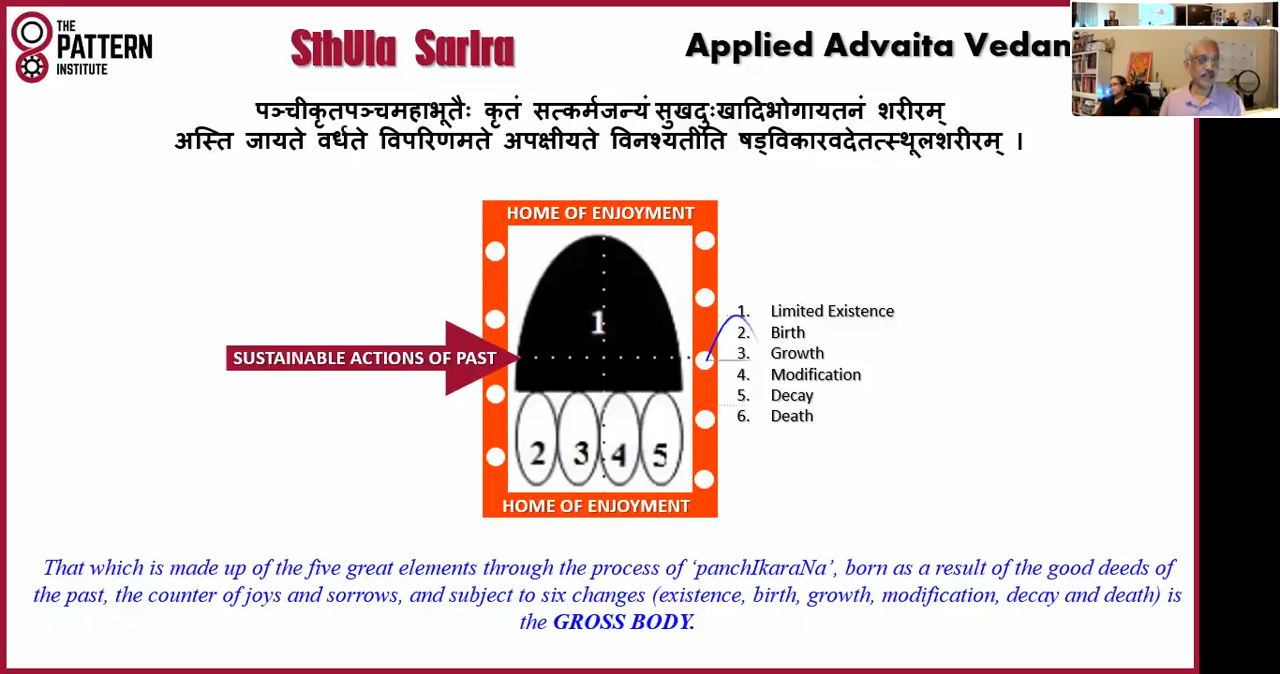 THE
PATTERN
INSTITUTE
SthUla SarIra
Applied Advaita Vedan
पञ्चीकृतपञ्चमहाभूतैः कृतं सत्कर्मजन्यं सुखदुःखादिभोगायतनं शरीरम्
अस्ति जायते वर्धते विपरिणमते अपक्षीयते विनश्यतीति षड्विकारवदेतत्स्थूलशरीरम् ।
HOME OF ENJOYMENT
1
SUSTAINABLE ACTIONS OF PAST
2 3 4 5
HOME OF ENJOYMENT
1. Limited Existence
2. Birth
3. Growth
4. Modification
5. Decay
6. Death
That which is made up of the five great elements through the process of ‘panchIkaraNa’, born as a result of the good deeds of
the past, the counter of joys and sorrows, and subject to six changes (existence, birth, growth, modification, decay and death) is
the GROSS BODY.